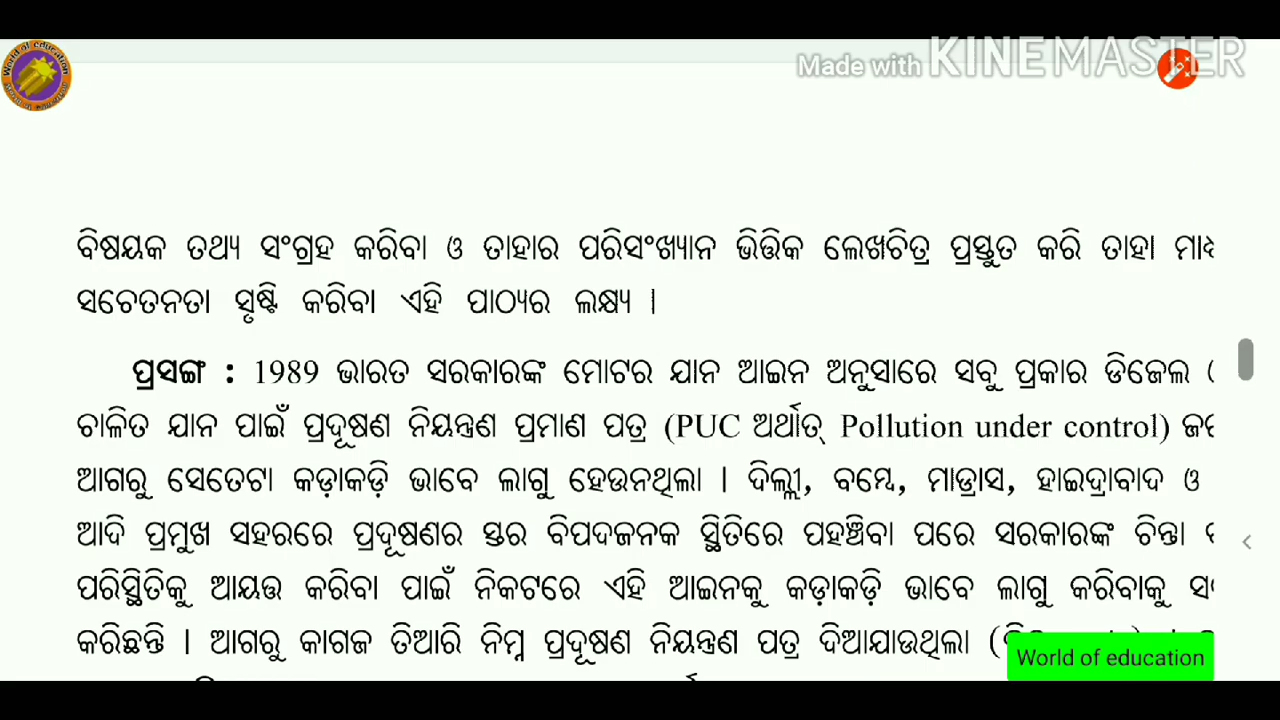 World of education
Made with KINEMASTER
ବିଷୟକ ତଥ୍ୟ ସଂଗ୍ରହ କରିବା ଓ ତାହାର ପରିସଂଖ୍ୟାନ ଭିତ୍ତିକ ଲେଖଚିତ୍ର ପ୍ରସ୍ତୁତ କରି ତାହା
ସଚେତନତା ସୃଷ୍ଟି କରିବା ଏହି ପାଠ୍ୟର ଲକ୍ଷ୍ୟ ।
ପ୍ରସଙ୍ଗ : 1989 ଭାରତ ସରକାରଙ୍କ ମୋଟର ଯାନ ଆଇନ ଅନୁସାରେ ସବୁ ପ୍ରକାର ଡିଜେଲ
ଚାଳିତ ଯାନ ପାଇଁ ପ୍ରଦୂଷଣ ନିୟନ୍ତ୍ରଣ ପ୍ରମାଣ ପତ୍ର (PUC ଅର୍ଥାତ୍ Pollution under control)
ଆଗରୁ ସେତେଟା କଡ଼ାକଡ଼ି ଭାବେ ଲାଗୁ ହେଉନଥିଲା । ଦିଲ୍ଲୀ, ବମ୍ବେ, ମାଡ୍ରାସ, ହାଇଦ୍ରାବାଦ ଓ
ଆଦି ପ୍ରମୁଖ ସହରରେ ପ୍ରଦୂଷଣର ସ୍ତର ବିପଦଜନକ ସ୍ଥିତିରେ ପହଞ୍ଚିବା ପରେ ସରକାରଙ୍କ ଚିନ୍ତା
ପରିସ୍ଥିତିକୁ ଆୟତ୍ତ କରିବା ପାଇଁ ନିକଟରେ ଏହି ଆଇନକୁ କଡ଼ାକଡ଼ି ଭାବେ ଲାଗୁ କରିବାକୁ
କରିଛନ୍ତି । ଆଗରୁ କାଗଜ ତିଆରି ନିମ୍ନ ପ୍ରଦୂଷଣ ନିୟନ୍ତ୍ରଣ ପତ୍ର ଦିଆଯାଉଥିଲା
World of education